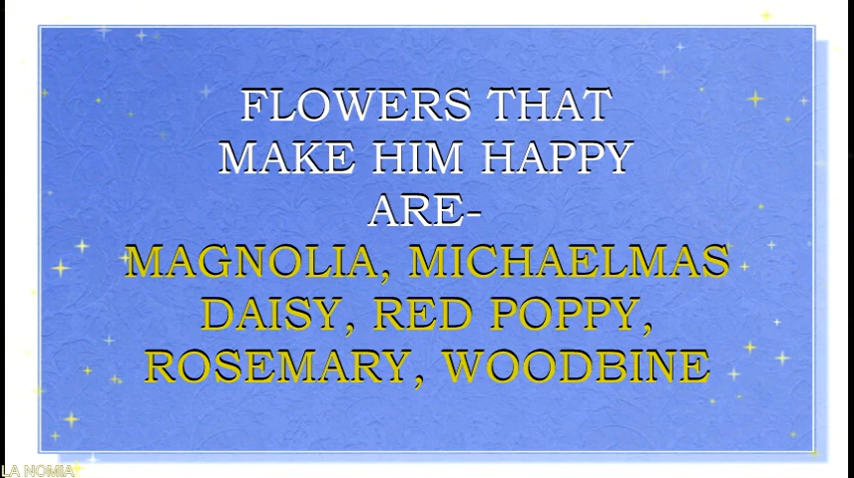 FLOWERS THAT
MAKE HIM HAPPY
ARE-
MAGNOLIA, MICHAELMAS
DAISY, RED POPPY,
ROSEMARY, WOODBINE
LA NOMIA